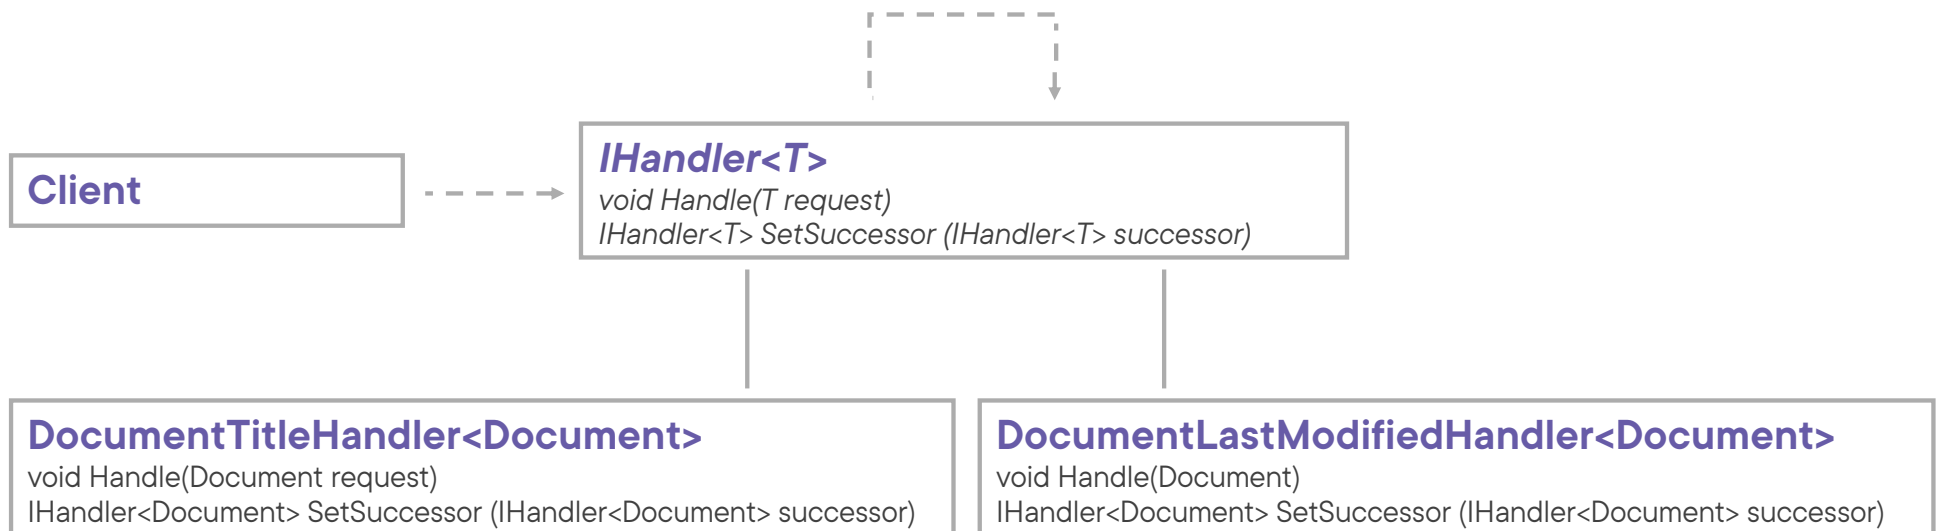 IHandler<T>
void Handle(T request)
IHandler<T> SetSuccessor (IHandler<T> successor)
Client
DocumentTitleHandler<Document>
void Handle(Document request)
IHandler<Document> SetSuccessor (IHandler<Document> successor)
DocumentLastModifiedHandler<Document>
void Handle(Document)
IHandler<Document> SetSuccessor (IHandler<Document> successor)